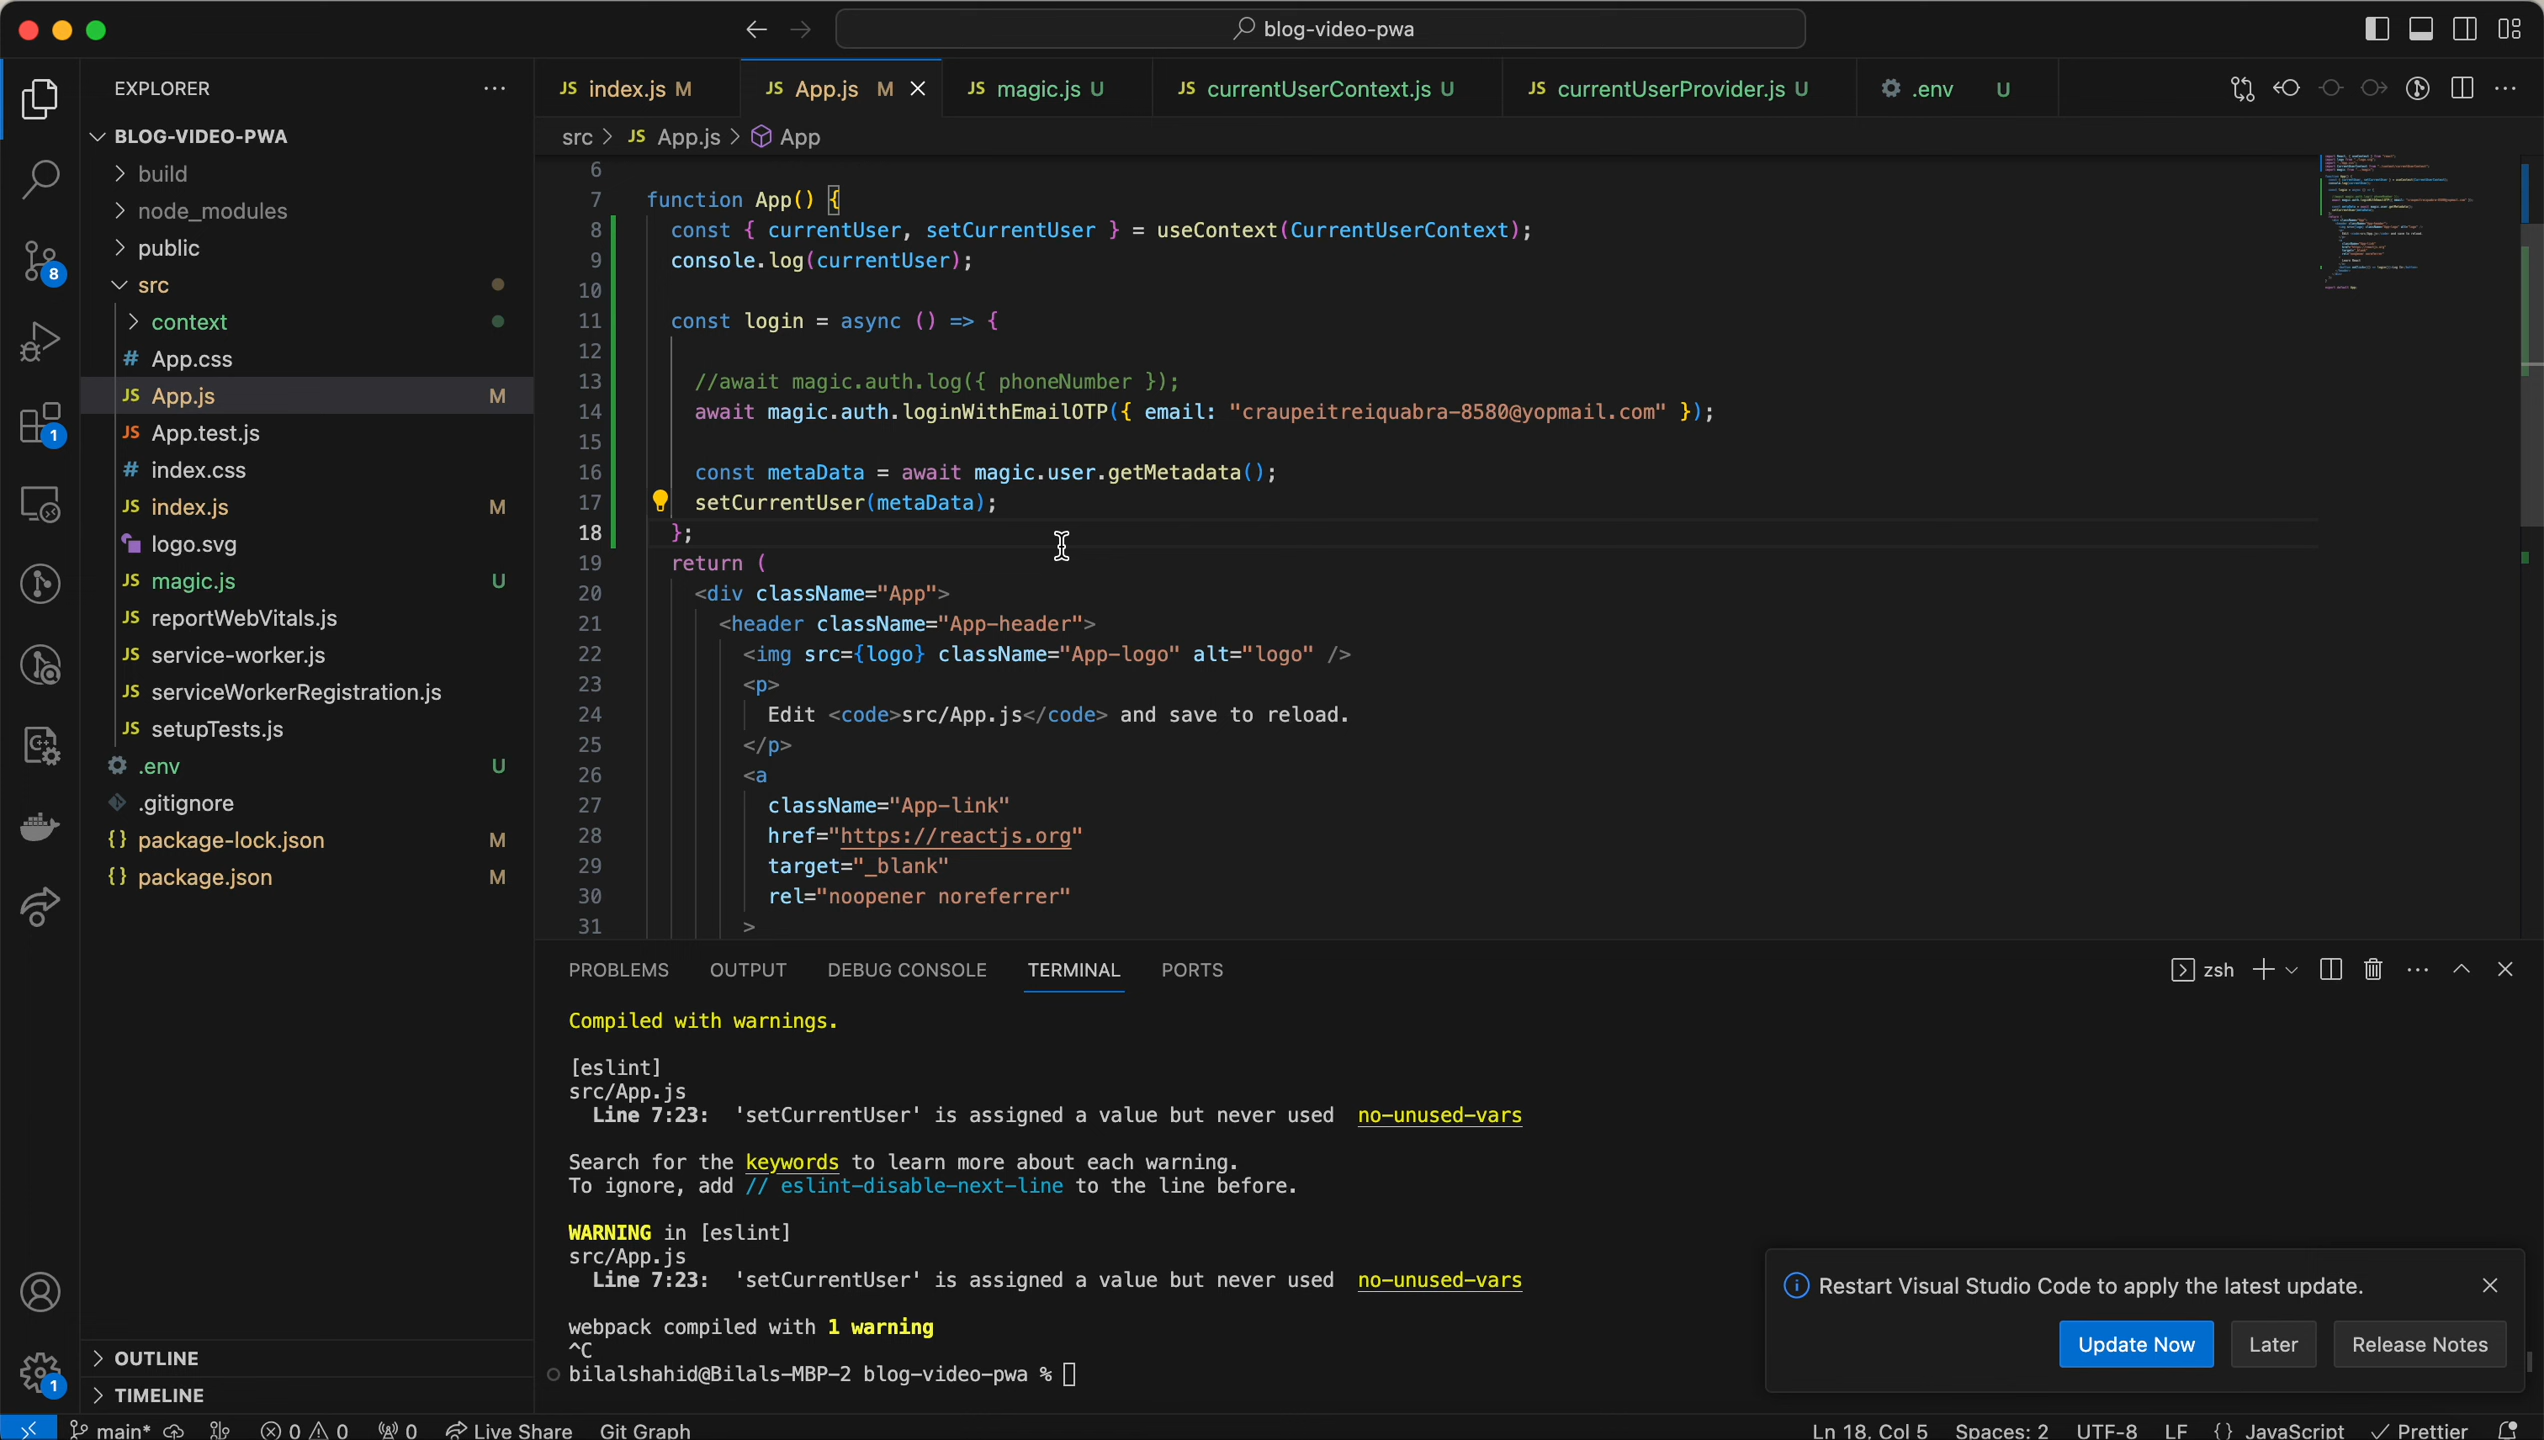 blog-video-pwa
EXPLORER
JS index.js M
JS App.js M
JS magic.js U
JS currentUserContext.js U
JS currentUserProvider.js U
.env U
BLOG-VIDEO-PWA
build
node_modules
public
src
context
# App.css
JS App.js M
JS App.test.js
# index.css
JS index.js M
logo.svg
JS magic.js U
JS reportWebVitals.js
JS service-worker.js
JS serviceWorkerRegistration.js
JS setupTests.js
.env U
.gitignore
{} package-lock.json M
{} package.json M
OUTLINE
TIMELINE
8
1
1
src > JS App.js > App
6
7 function App() {
8 const { currentUser, setCurrentUser } = useContext(CurrentUserContext);
9 console.log(currentUser);
10
11 const login = async () => {
12
13 //await magic.auth.log({ phoneNumber });
14 await magic.auth.loginWithEmailOTP({ email: "craupeitreiquabra-8580@yopmail.com" });
15
16 const metaData = await magic.user.getMetadata();
17 setCurrentUser(metaData);
18 };
19 return (
20 <div className="App">
21 <header className="App-header">
22 <img src={logo} className="App-logo" alt="logo" />
23 <p>
24 Edit <code>src/App.js</code> and save to reload.
25 </p>
26 <a
27 className="App-link"
28 href="https://reactjs.org"
29 target="_blank"
30 rel="noopener noreferrer"
31 >
PROBLEMS OUTPUT DEBUG CONSOLE TERMINAL PORTS
zsh
Compiled with warnings.
[eslint]
src/App.js
Line 7:23: 'setCurrentUser' is assigned a value but never used no-unused-vars
Search for the keywords to learn more about each warning.
To ignore, add // eslint-disable-next-line to the line before.
WARNING in [eslint]
src/App.js
Line 7:23: 'setCurrentUser' is assigned a value but never used no-unused-vars
webpack compiled with 1 warning
^C
bilalshahid@Bilals-MBP-2 blog-video-pwa %
Restart Visual Studio Code to apply the latest update.
Update Now Later Release Notes
main* 0 0 0 Live Share Git Graph Ln 18, Col 5 Spaces: 2 UTF-8 LF {} JavaScript Prettier